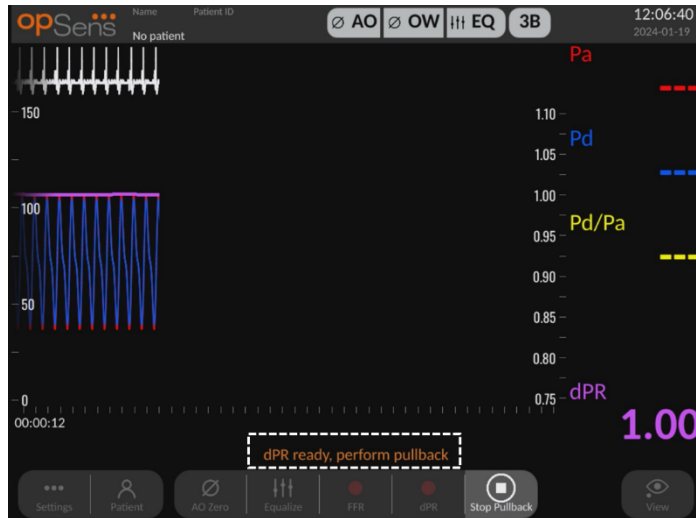 opSens
Name Patient ID
No patient
AO OW EQ 3B
12:06:40
2024-01-19
Pa
150
1.10
Pd
1.05
1.00
100
Pd/Pa
0.95
0.90
50
0.85
0.80
0
0.75
dPR
00:00:12
1.00
dPR ready, perform pullback
Settings Patient AO Zero Equalize FFR dPR Stop Pullback View